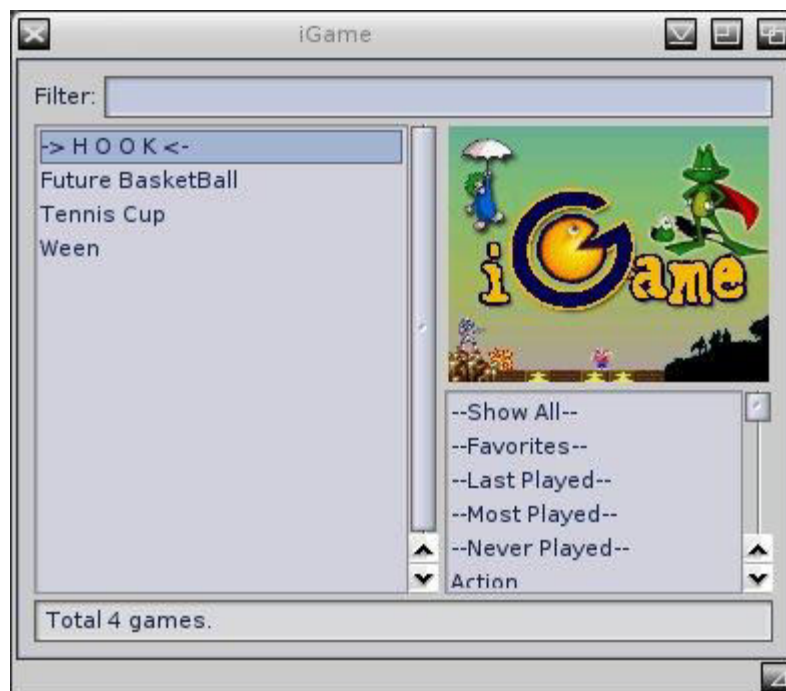 iGame
Filter:
-> H O O K <-
Future BasketBall
Tennis Cup
Ween
iGame
--Show All--
--Favorites--
--Last Played--
--Most Played--
--Never Played--
Action
Total 4 games.